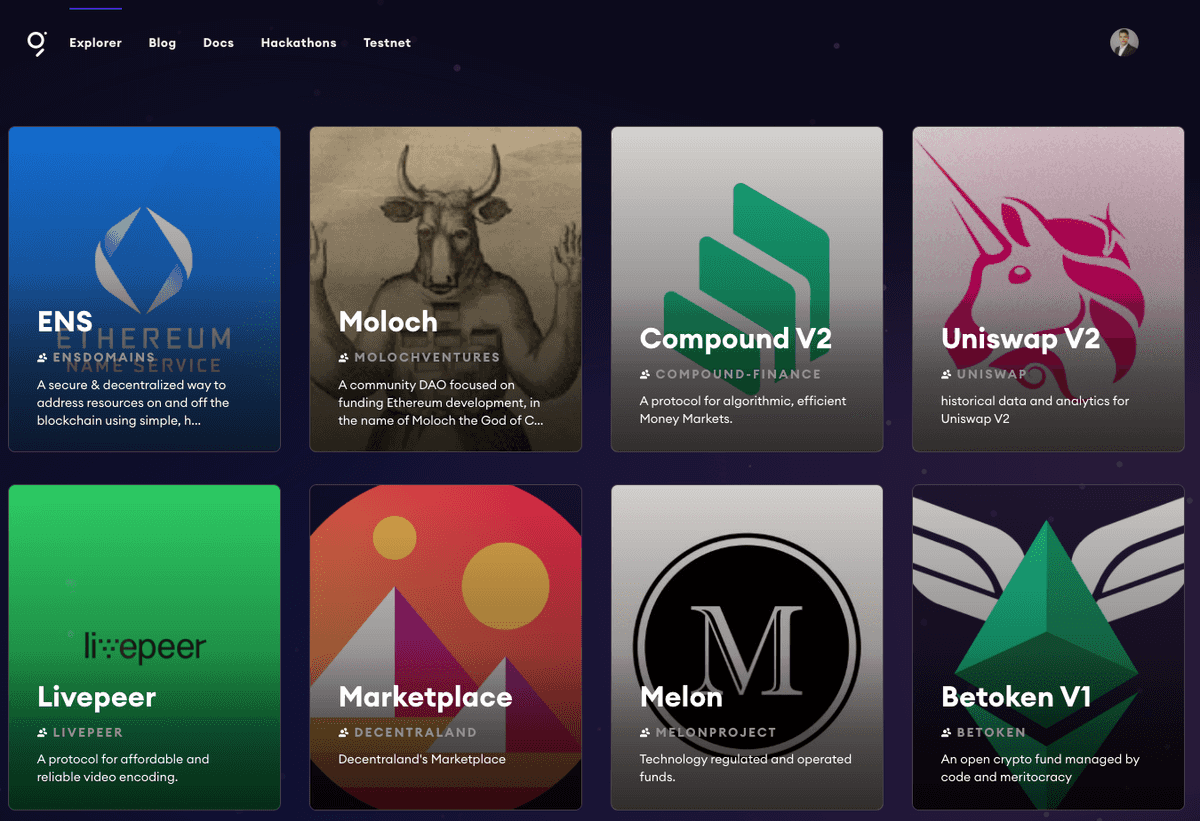 Explorer
Blog
Docs
Hackathons
Testnet
ETHEREUM
NAME SERVICE
ENS
ENSDOMAINS
A secure & decentralized way to
address resources on and off the
blockchain using simple, h...
Moloch
MOLOCHVENTURES
A community DAO focused on
funding Ethereum development, in
the name of Moloch the God of C...
Compound V2
COMPOUND-FINANCE
A protocol for algorithmic, efficient
Money Markets.
Uniswap V2
UNISWAP
historical data and analytics for
Uniswap V2
livepeer
Livepeer
LIVEPEER
A protocol for affordable and
reliable video encoding.
Marketplace
DECENTRALAND
Decentraland's Marketplace
M
Melon
MELONPROJECT
Technology regulated and operated
funds.
Betoken V1
BETOKEN
An open crypto fund managed by
code and meritocracy